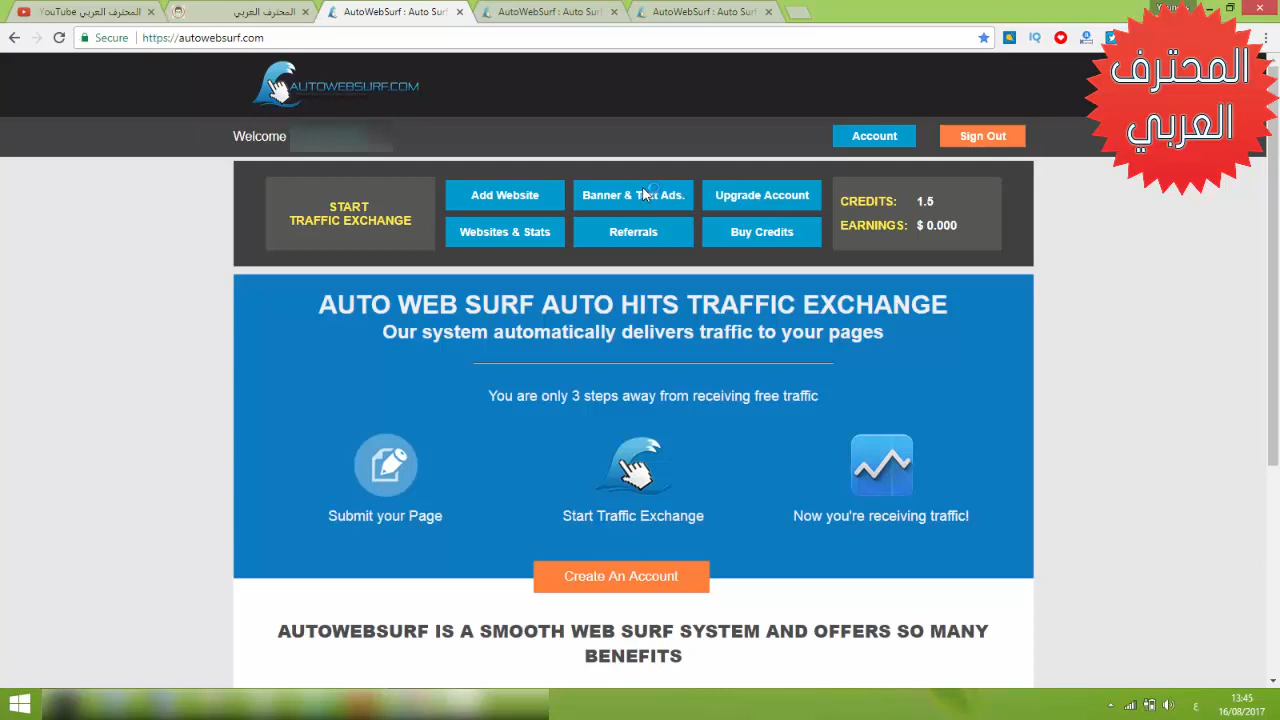 YouTube - المحترف العربي
المحترف العربي
AutoWebSurf : Auto Surf
AutoWebSurf : Auto Surf
AutoWebSurf : Auto Surf
Secure
https://autowebsurf.com
المحترف
العربي
AUTOWEBSURF.COM
Welcome
Account
Sign Out
START
TRAFFIC EXCHANGE
Add Website
Banner & Text Ads.
Upgrade Account
CREDITS: 1.5
Websites & Stats
Referrals
Buy Credits
EARNINGS: $ 0.000
AUTO WEB SURF AUTO HITS TRAFFIC EXCHANGE
Our system automatically delivers traffic to your pages
You are only 3 steps away from receiving free traffic
Submit your Page
Start Traffic Exchange
Now you're receiving traffic!
Create An Account
AUTOWEBSURF IS A SMOOTH WEB SURF SYSTEM AND OFFERS SO MANY
BENEFITS
ع
13:45
16/08/2017